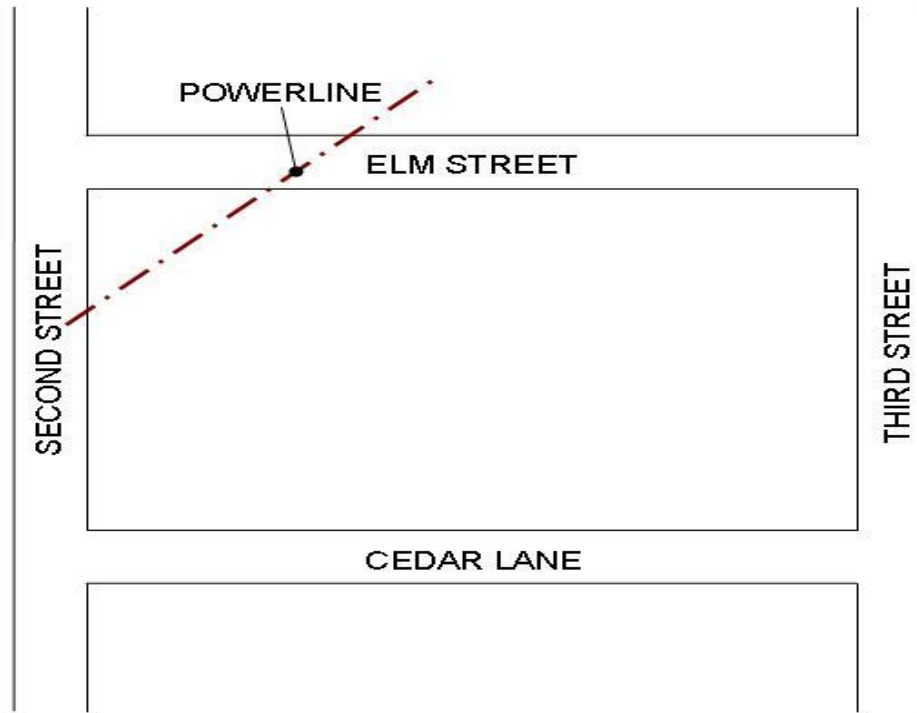 POWERLINE
ELM STREET
SECOND STREET
THIRD STREET
CEDAR LANE